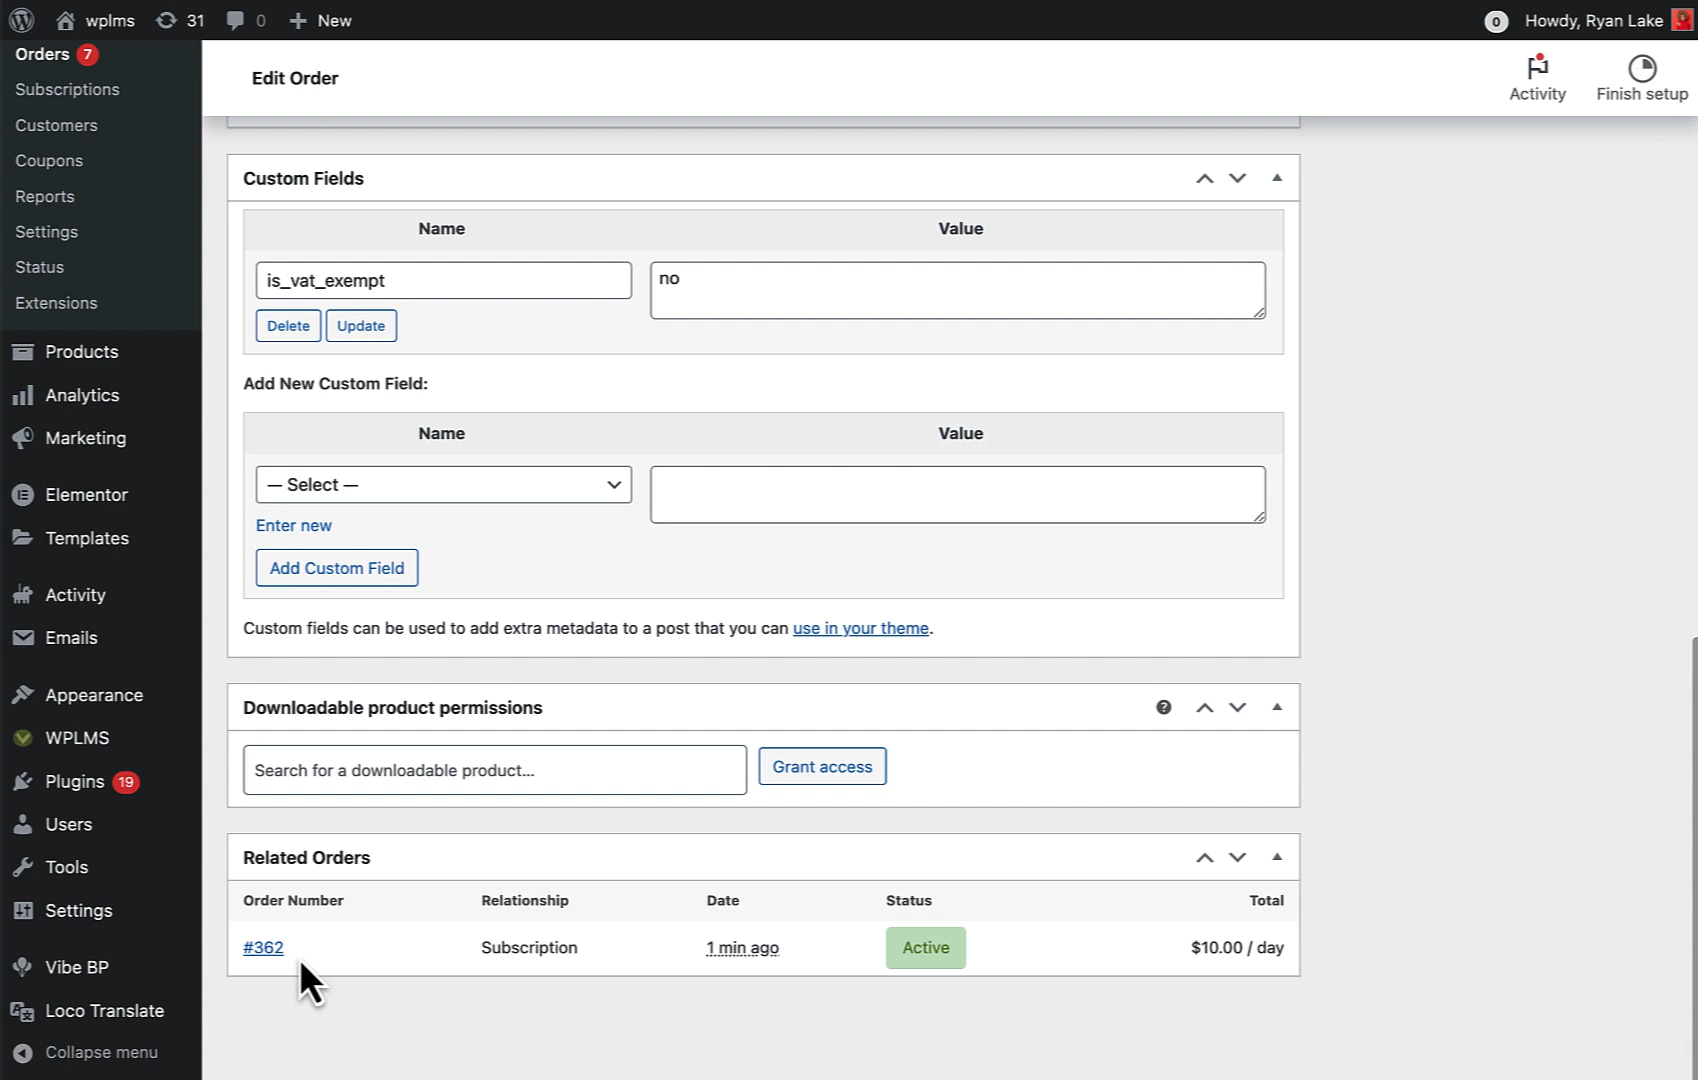 wplms
31
0
New
0
Howdy, Ryan Lake
Orders 7
Subscriptions
Customers
Coupons
Reports
Settings
Status
Extensions
Products
Analytics
Marketing
Elementor
Templates
Activity
Emails
Appearance
WPLMS
Plugins 19
Users
Tools
Settings
Vibe BP
Loco Translate
Collapse menu
Edit Order
Activity
Finish setup
Custom Fields
Name Value
is_vat_exempt no
Delete Update
Add New Custom Field:
Name Value
— Select —
Enter new
Add Custom Field
Custom fields can be used to add extra metadata to a post that you can use in your theme.
Downloadable product permissions
Search for a downloadable product... Grant access
Related Orders
Order Number Relationship Date Status Total
#362 Subscription 1 min ago Active $10.00 / day